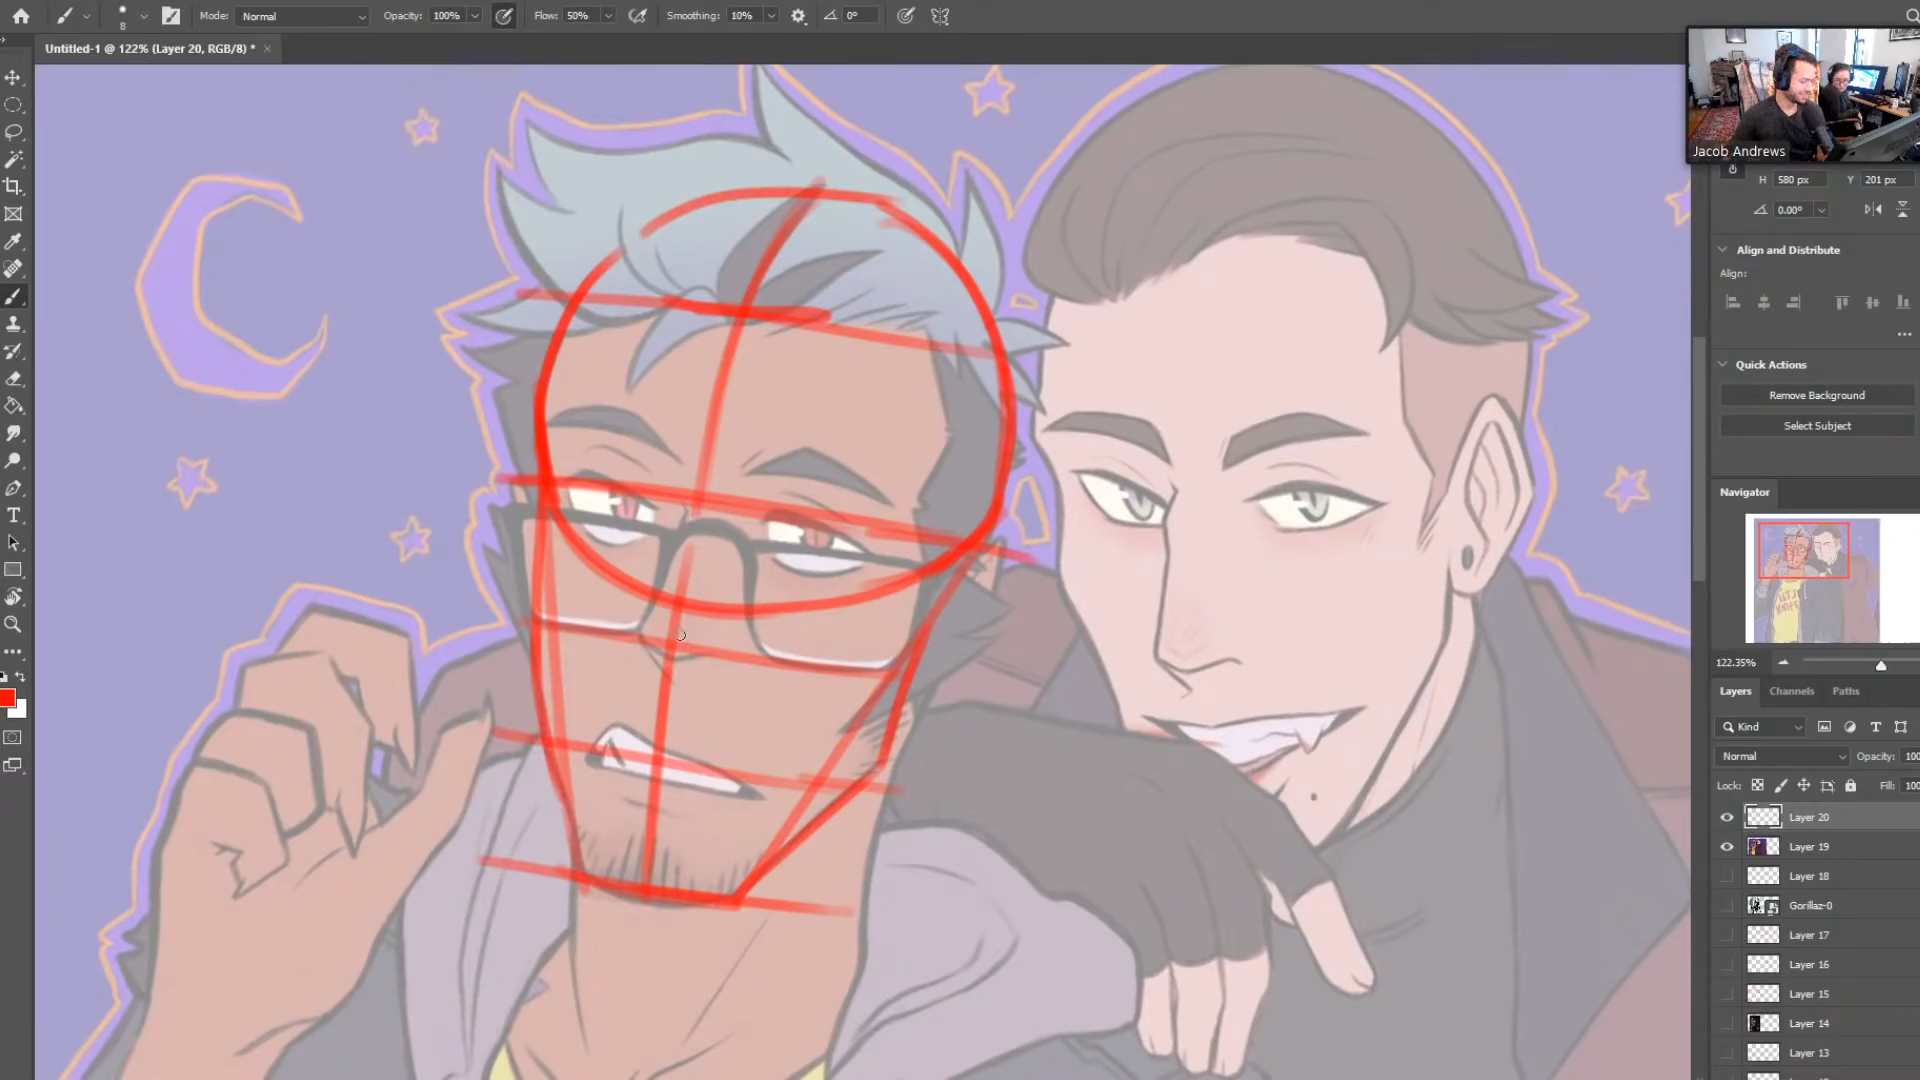 Mode: Normal Opacity: 100% Flow: 50% Smoothing: 10% 0°
8
Untitled-1 @ 122% (Layer 20, RGB/8) * ×
Jacob Andrews
H 580 px Y 201 px
0.00°
Align and Distribute
Align:
Quick Actions
Remove Background
Select Subject
Navigator
122.35%
Layers Channels Paths
Kind
Normal Opacity: 100
Lock: Fill: 100
Layer 20
Layer 19
Layer 18
Gorillaz-0
Layer 17
Layer 16
Layer 15
Layer 14
Layer 13